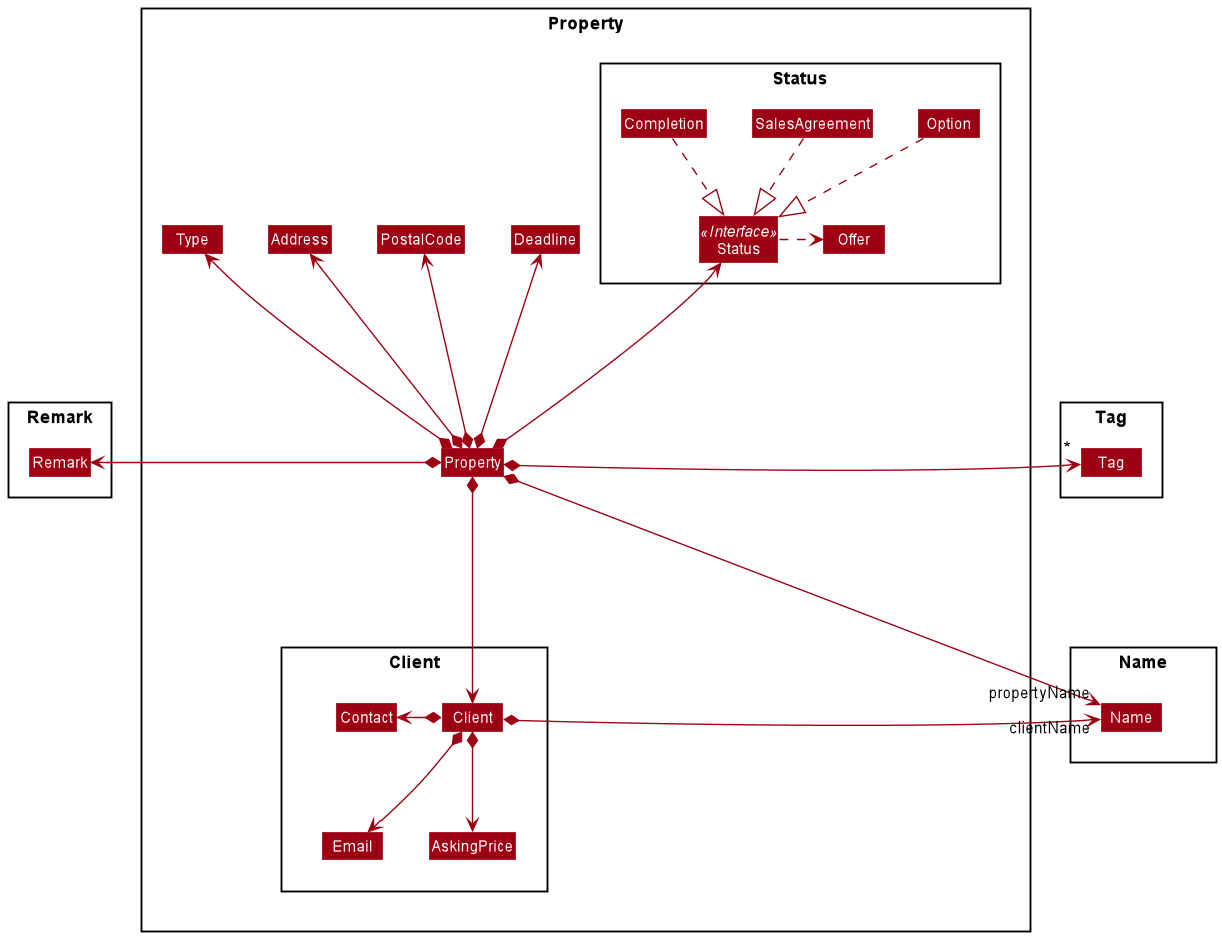 Property
Status
Completion
SalesAgreement
Option
Type
Address
PostalCode
Deadline
«Interface»
Status
Offer
Remark
Tag
*
Remark
Property
Tag
Client
Name
propertyName
Contact
Client
Name
clientName
Email
AskingPrice